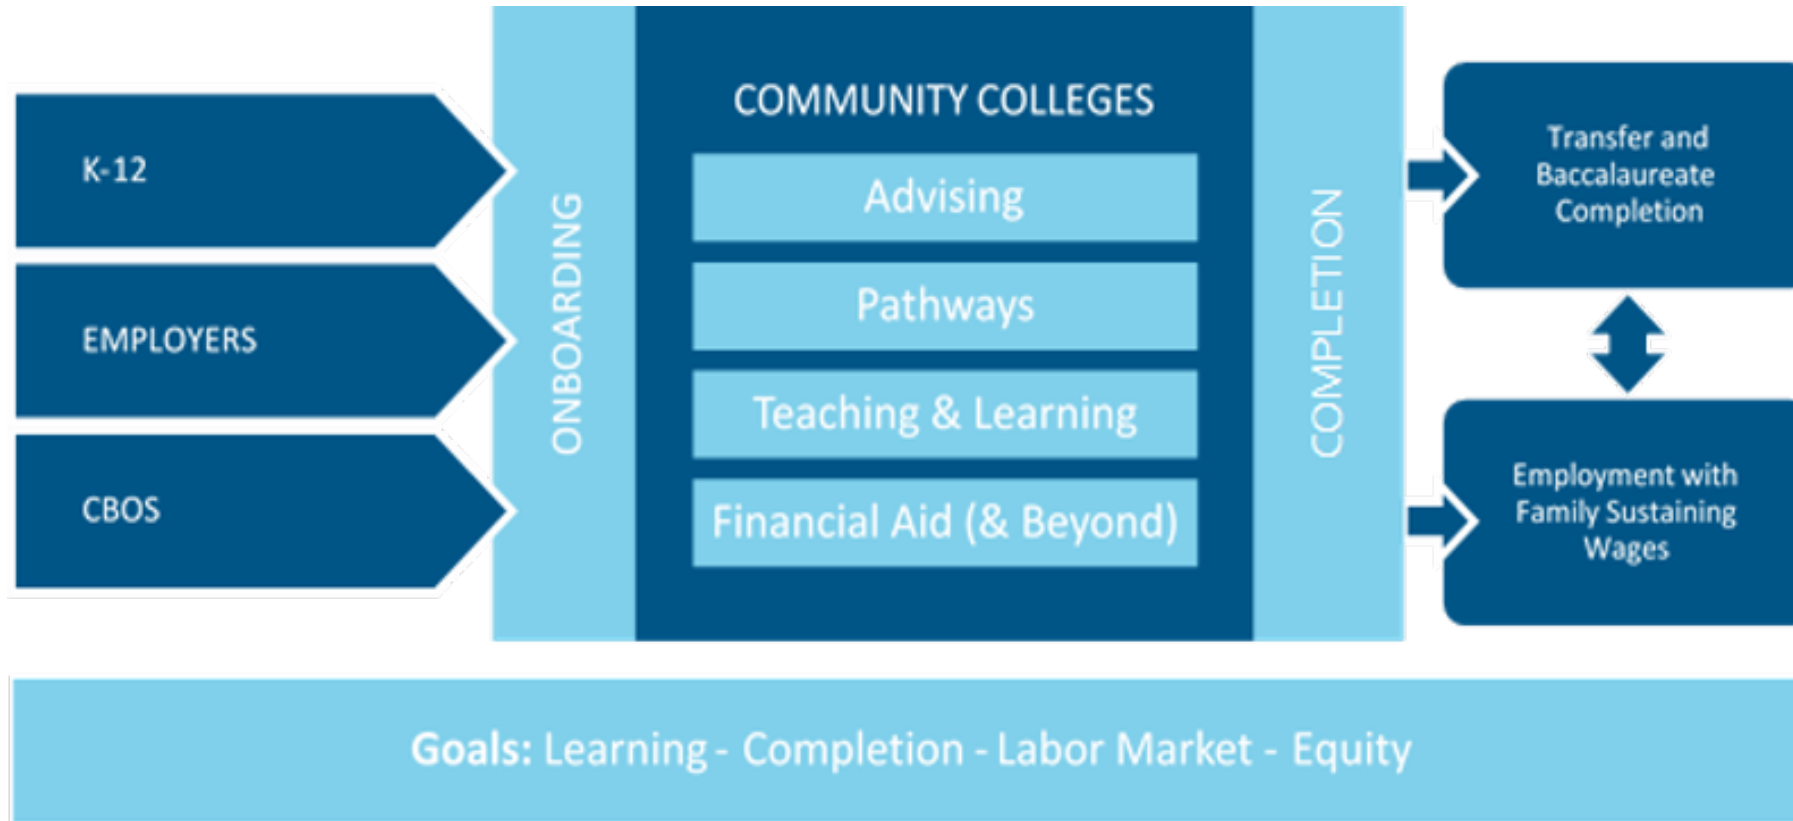 K-12
EMPLOYERS
CBOS
ONBOARDING
COMMUNITY COLLEGES
Advising
Pathways
Teaching & Learning
Financial Aid (& Beyond)
COMPLETION
Transfer and
Baccalaureate
Completion
Employment with
Family Sustaining
Wages
Goals: Learning - Completion - Labor Market - Equity